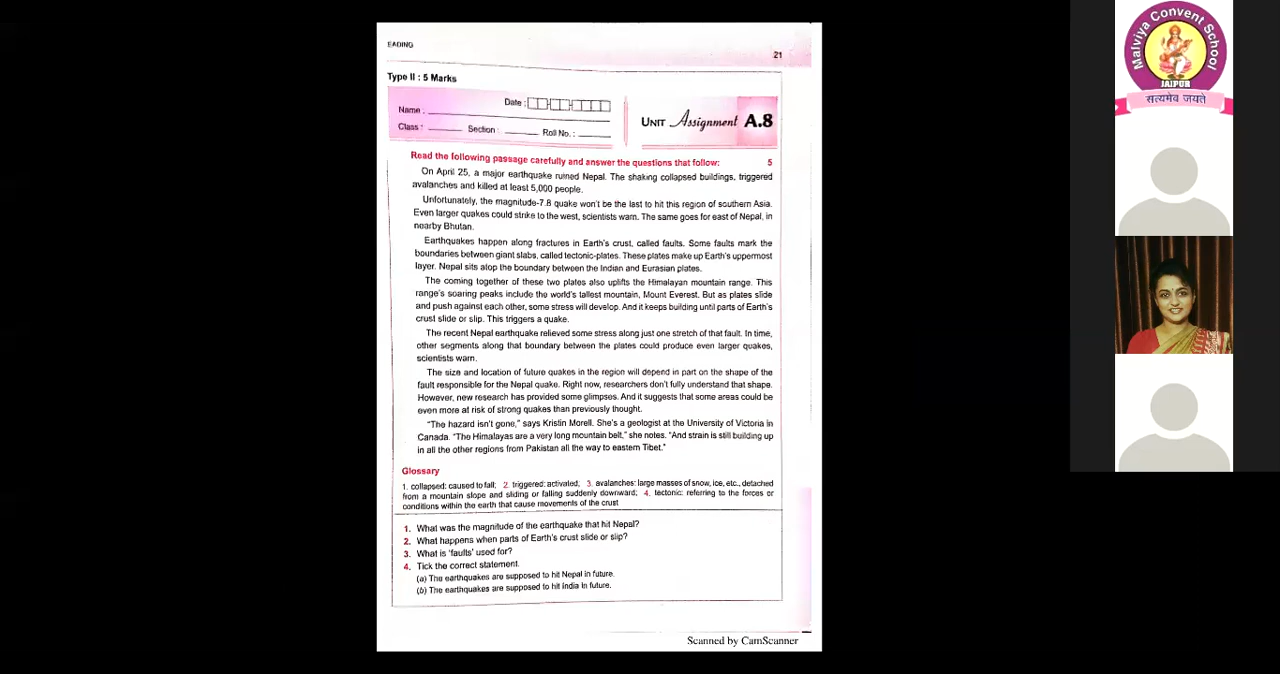 EADING
21
Type II : 5 Marks
Date :
Name :
Class : Section : Roll No. :
UNIT Assignment A.8
Read the following passage carefully and answer the questions that follow: 5
On April 25, a major earthquake ruined Nepal. The shaking collapsed buildings, triggered
avalanches and killed at least 5,000 people.
Unfortunately, the magnitude-7.8 quake won't be the last to hit this region of southern Asia.
Even larger quakes could strike to the west, scientists warn. The same goes for east of Nepal, in
nearby Bhutan.
Earthquakes happen along fractures in Earth's crust, called faults. Some faults mark the
boundaries between giant slabs, called tectonic-plates. These plates make up Earth's uppermost
layer. Nepal sits atop the boundary between the Indian and Eurasian plates.
The coming together of these two plates also uplifts the Himalayan mountain range. This
range's soaring peaks include the world's tallest mountain, Mount Everest. But as plates slide
and push against each other, some stress will develop. And it keeps building until parts of Earth's
crust slide or slip. This triggers a quake.
The recent Nepal earthquake relieved some stress along just one stretch of that fault. In time,
other segments along that boundary between the plates could produce even larger quakes,
scientists warn.
The size and location of future quakes in the region will depend in part on the shape of the
fault responsible for the Nepal quake. Right now, researchers don't fully understand that shape.
However, new research has provided some glimpses. And it suggests that some areas could be
even more at risk of strong quakes than previously thought.
"The hazard isn't gone," says Kristin Morell. She's a geologist at the University of Victoria in
Canada. "The Himalayas are a very long mountain belt," she notes. "And strain is still building up
in all the other regions from Pakistan all the way to eastern Tibet."
Glossary
1. collapsed: caused to fall; 2. triggered: activated; 3. avalanches: large masses of snow, ice, etc., detached
from a mountain slope and sliding or falling suddenly downward; 4. tectonic: referring to the forces or
conditions within the earth that cause movements of the crust
1. What was the magnitude of the earthquake that hit Nepal?
2. What happens when parts of Earth's crust slide or slip?
3. What is 'faults' used for?
4. Tick the correct statement.
(a) The earthquakes are supposed to hit Nepal in future.
(b) The earthquakes are supposed to hit India in future.
Scanned by CamScanner
Malviya Convent School
JAIPUR
सत्यमेव जयते